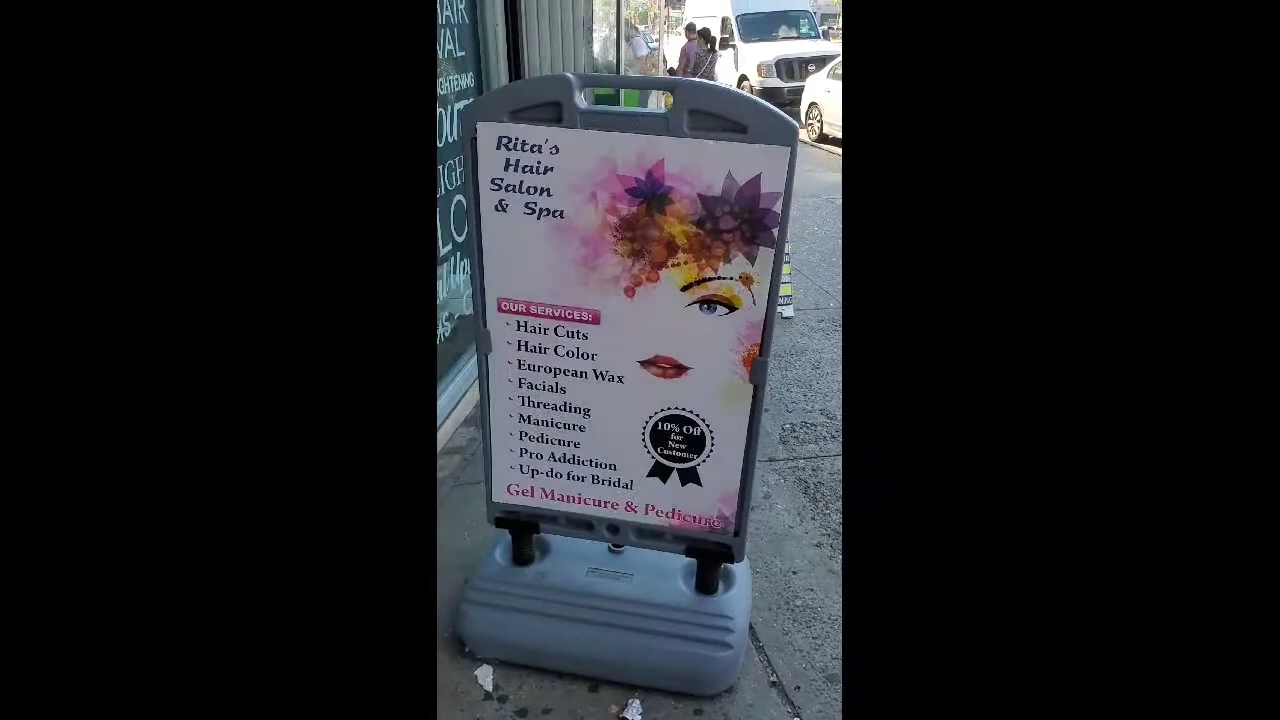 Rita's
Hair
Salon
& Spa
OUR SERVICES:
Hair Cuts
Hair Color
European Wax
Facials
Threading
Manicure
Pedicure
Pro Addiction
Up-do for Bridal
Gel Manicure & Pedicure
10% Off
for
New
Customer